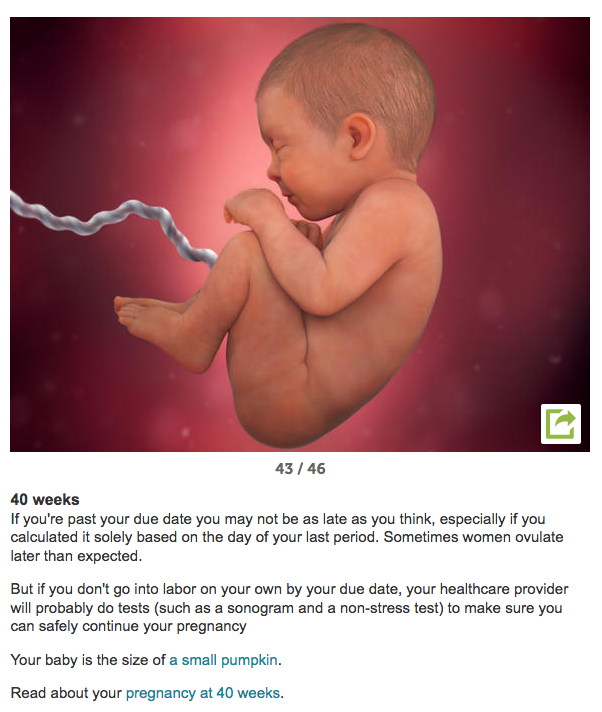 43 / 46
40 weeks
If you're past your due date you may not be as late as you think, especially if you
calculated it solely based on the day of your last period. Sometimes women ovulate
later than expected.
But if you don't go into labor on your own by your due date, your healthcare provider
will probably do tests (such as a sonogram and a non-stress test) to make sure you
can safely continue your pregnancy
Your baby is the size of a small pumpkin.
Read about your pregnancy at 40 weeks.